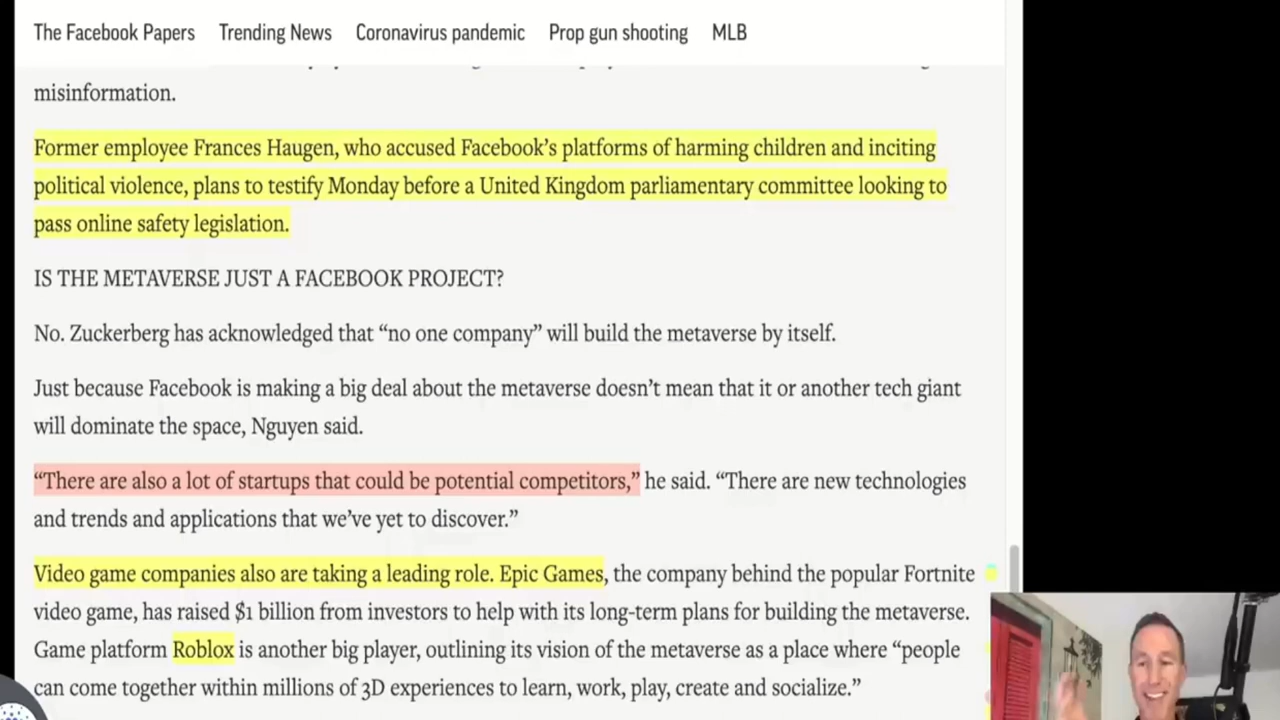 The Facebook Papers Trending News Coronavirus pandemic Prop gun shooting MLB
misinformation.
Former employee Frances Haugen, who accused Facebook’s platforms of harming children and inciting
political violence, plans to testify Monday before a United Kingdom parliamentary committee looking to
pass online safety legislation.
IS THE METAVERSE JUST A FACEBOOK PROJECT?
No. Zuckerberg has acknowledged that “no one company” will build the metaverse by itself.
Just because Facebook is making a big deal about the metaverse doesn’t mean that it or another tech giant
will dominate the space, Nguyen said.
“There are also a lot of startups that could be potential competitors,” he said. “There are new technologies
and trends and applications that we’ve yet to discover.”
Video game companies also are taking a leading role. Epic Games, the company behind the popular Fortnite
video game, has raised $1 billion from investors to help with its long-term plans for building the metaverse.
Game platform Roblox is another big player, outlining its vision of the metaverse as a place where “people
can come together within millions of 3D experiences to learn, work, play, create and socialize.”